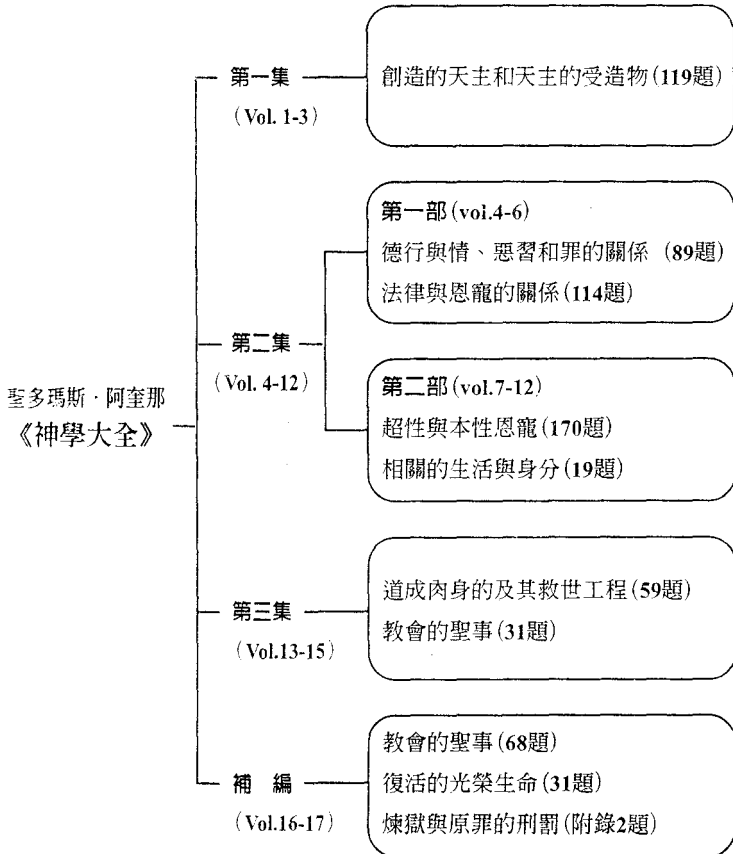 聖多瑪斯·阿奎那
《神學大全》
第一集
(Vol. 1-3)
創造的天主和天主的受造物(119題)
第二集
(Vol. 4-12)
第一部(vol.4-6)
德行與情、惡習和罪的關係 (89題)
法律與恩寵的關係(114題)
第二部(vol.7-12)
超性與本性恩寵(170題)
相關的生活與身分(19題)
第三集
(Vol.13-15)
道成肉身的及其救世工程(59題)
教會的聖事(31題)
補 編
(Vol.16-17)
教會的聖事(68題)
復活的光榮生命(31題)
煉獄與原罪的刑罰(附錄2題)